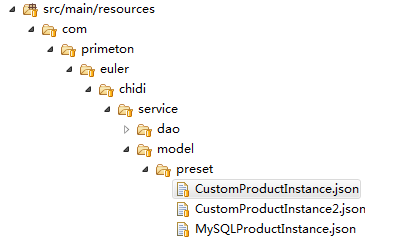 src/main/resources
com
primeton
euler
chidi
service
dao
model
preset
CustomProductInstance.json
CustomProductInstance2.json
MySQLProductInstance.json